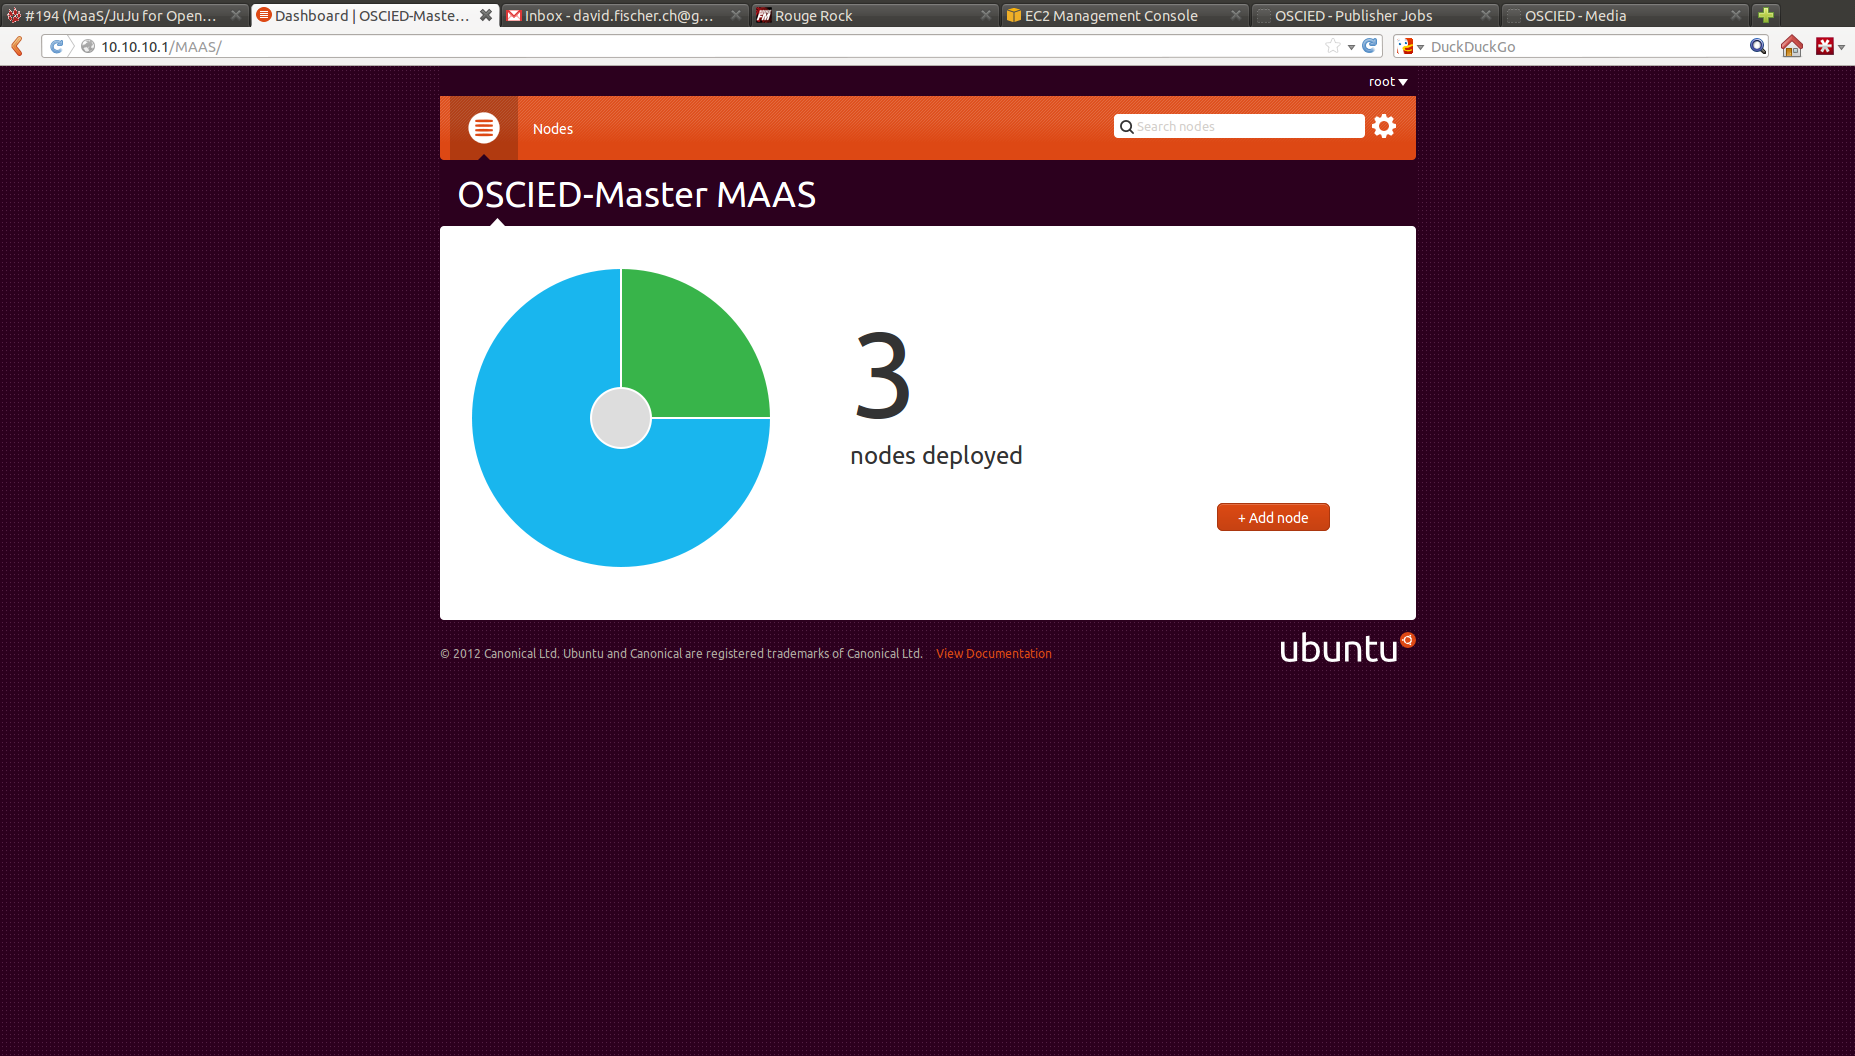 #194 (MaaS/JuJu for Open...
Dashboard | OSCIED-Maste...
Inbox - david.fischer.ch@g...
FM Rouge Rock
EC2 Management Console
OSCIED - Publisher Jobs
OSCIED - Media
10.10.10.1/MAAS/
DuckDuckGo
root
Nodes
Search nodes
OSCIED-Master MAAS
3
nodes deployed
+ Add node
© 2012 Canonical Ltd. Ubuntu and Canonical are registered trademarks of Canonical Ltd. View Documentation
ubuntu